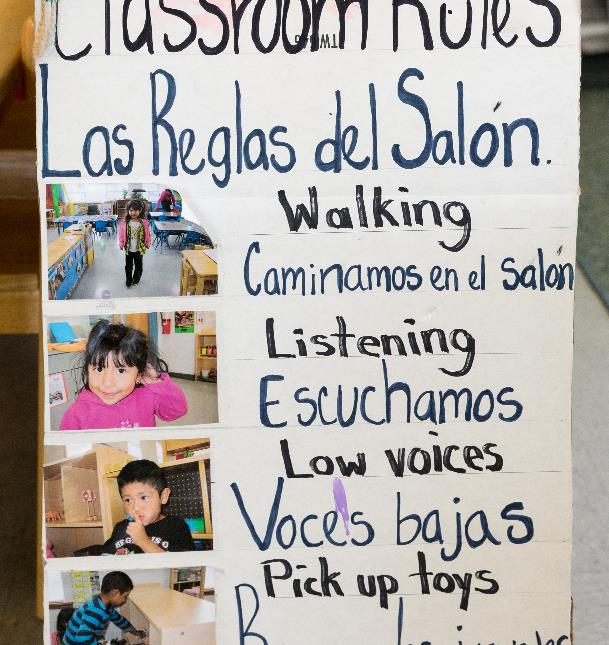 Classroom Rules
Las Reglas del Salón.
Walking
Caminamos en el salón
Listening
Escuchamos
Low voices
Voces bajas
Pick up toys